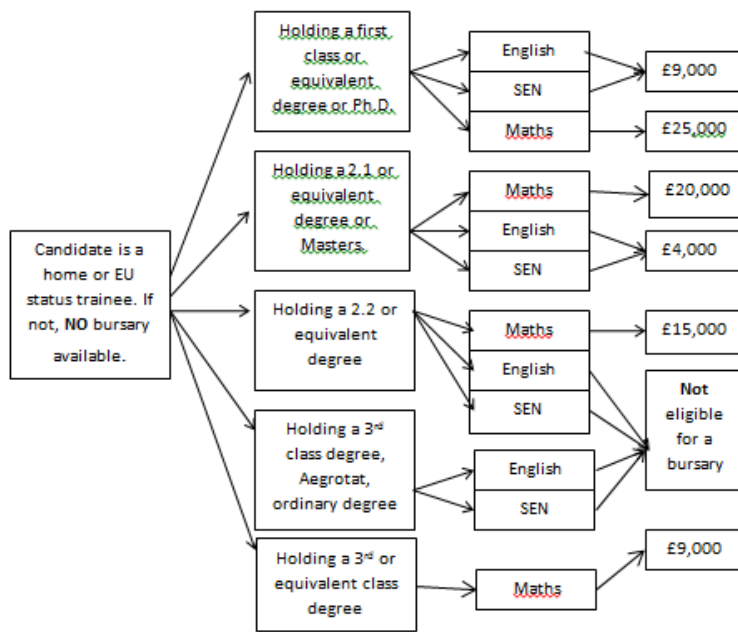 Candidate is a
home or EU
status trainee. If
not, NO bursary
available.
Holding a first
class or
equivalent
degree or Ph.D.
English
SEN
Maths
£9,000
£25,000
Holding a 2.1 or
equivalent
degree or
Masters.
Maths
English
SEN
£20,000
£4,000
Holding a 2.2 or
equivalent
degree
Maths
English
SEN
£15,000
Not
eligible
for a
bursary
Holding a 3rd
class degree,
Aegrotat,
ordinary degree
English
SEN
Holding a 3rd or
equivalent class
degree
Maths
£9,000